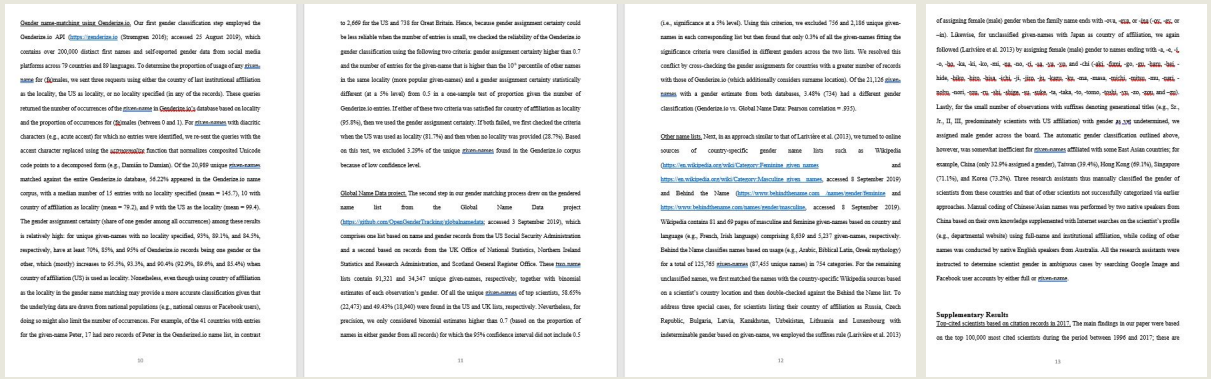 Gender name-matching using Genderize.io. Our first gender classification step employed the
Genderize.io API (https://genderize.io (Strømgren 2016); accessed 25 August 2019), which
contains over 200,000 distinct first names and self-reported gender data from social media
platforms across 79 countries and 89 languages. To determine the proportion of usage of any given-
name for (fe)males, we sent three requests using either the country of last institutional affiliation
as the locality, the US as locality, or no locality specified (in any of the records). These queries
returned the number of occurrences of the given-name in Genderize.io's database based on locality
and the proportion of occurrences for (fe)males (between 0 and 1). For given-names with diacritic
characters (e.g., acute accent) for which no entries were identified, we re-sent the queries with the
accent character replaced using the function that normalizes composited Unicode
code points to a decomposed form (e.g., Damián to Damian). Of the 20,989 unique given-names
matched against the entire Genderize.io database, 56.22% appeared in the Genderize.io name
corpus, with a median number of 15 entries with no locality specified (mean = 145.7), 10 with
country of affiliation as locality (mean = 79.2), and 9 with the US as locality (mean = 99.4).
The gender assignment certainty (share of one gender among all occurrences) among these results
is relatively high: for unique given-names with no locality specified, 93%, 89.1%, and 84.5%,
respectively, have at least 70%, 85%, and 95% of Genderize.io records being one gender or the
other, which (mostly) increases to 95.5%, 93.3%, and 90.4% (92.9%, 89.6%, and 85.4%) when
country of affiliation (US) is used as locality. Nonetheless, even though using country of affiliation
as the locality in gender name matching may provide a more accurate classification given that
the underlying data are drawn from national populations (e.g., national census or Facebook users),
doing so might also limit the number of occurrences. For example, of the 41 countries with entries
for the given-name Peter, 17 had zero records of Peter in the Genderized.io name list, in contrast
10
to 2,669 for the US and 738 for Great Britain. Hence, because gender assignment certainty could
be less reliable when the number of entries is small, we checked the reliability of the Genderize.io
gender classification using the following two criteria: gender assignment certainty higher than 0.7
and the number of entries for the given-name that is higher than the 10th percentile of other names
in the same locality (more popular given-names) and a gender assignment certainty statistically
different (at a 5% level) from 0.5 in a one-sample test of proportion given the number of
Genderize.io entries. If either of these two criteria was satisfied for country of affiliation as locality
(95.8%), then we used the gender assignment certainty. If both failed, we first checked the criteria
when the US was used as locality (81.7%) and then when no locality was provided (28.7%). Based
on this test, we excluded 3.29% of the unique given-names found in the Genderize.io corpus
because of low confidence level.
Global Name Data project. The second step in our gender matching process drew on the gendered
name list from the Global Name Data project
(https://github.com/OpenGenderTracking/globalnamedata; accessed 3 September 2019), which
comprises one list based on name and gender records from the US Social Security Administration
and a second based on records from the UK Office of National Statistics, Northern Ireland
Statistics and Research Administration, and Scotland General Register Office. These two name
lists contain 91,321 and 34,347 unique given-names, respectively, together with binomial
estimates of each observation's gender. Of all the unique given-names of top scientists, 58.65%
(22,473) and 49.43% (18,940) were found in the US and UK lists, respectively. Nevertheless, for
precision, we only considered binomial estimates higher than 0.7 (based on the proportion of
names in either gender from all records) for which the 95% confidence interval did not include 0.5
11
(i.e., significance at a 5% level). Using this criterion, we excluded 756 and 2,186 unique given-
names in each corresponding list but then found that only 0.3% of all the given-names fitting the
significance criteria were classified in different genders across the two lists. We resolved this
conflict by cross-checking the gender assignments for countries with a greater number of records
with those of Genderize.io (which additionally considers surname location). Of the 21,126 given-
names with a gender estimate from both databases, 3.48% (734) had a different gender
classification (Genderize.io vs. Global Name Data: Pearson correlation = .935).
Other name lists. Next, in an approach similar to that of Larivière et al. (2013), we turned to online
sources of country-specific gender name lists such as Wikipedia
(https://en.wikipedia.org/wiki/Category:Feminine_given_names and
https://en.wikipedia.org/wiki/Category:Masculine_given_names, accessed 8 September 2019)
and Behind the Name (https://www.behindthename.com /names/gender/feminine and
https://www.behindthename.com/names/gender/masculine, accessed 8 September 2019).
Wikipedia contains 81 and 69 pages of masculine and feminine given-names based on country and
language (e.g., French, Irish language) comprising 8,639 and 5,237 given-names, respectively.
Behind the Name classifies names based on usage (e.g., Arabic, Biblical Latin, Greek mythology)
for a total of 125,765 given-names (87,455 unique names) in 754 categories. For the remaining
unclassified names, we first matched the names with the country-specific Wikipedia sources based
on a scientist's country location and then double-checked against the Behind the Name list. To
address three special cases, for scientists listing their country of affiliation as Russia, Czech
Republic, Bulgaria, Latvia, Kazakhstan, Uzbekistan, Lithuania and Luxembourg with
indeterminable gender based on given-name, we employed the suffixes rule (Larivière et al. 2013)
12
of assigning female (male) gender when the family name ends with -ova, -eva, or -ina (-ov, -ev, or
-in). Likewise, for unclassified given-names with Japan as country of affiliation, we again
followed (Larivière et al. 2013) by assigning female (male) gender to names ending with -a, -e, -i,
-o, -ho, -ka, -ki, -ko, -mi, -na, -no, -ri, -sa, -ya, -yo, and -chi (-aki, -fumi, -go, -gu, -haru, -hei, -
hide, -hiko, -hiro, -hisa, -ichi, -ji, -jiro, -ju, -kazu, -ku, -ma, -masa, -michi, -mitsu, -mu, -nari, -
nobu, -nori, -ro, -ru, -shi, -shige, -su, -suke, -ta, -taka, -to, -tomo, -toshi, -ya, -yo, -zou, and -zu).
Lastly, for the small number of observations with suffixes denoting generational titles (e.g., Sr.,
Jr., II, III, predominately scientists with US affiliation) with gender as yet undetermined, we
assigned male gender across the board. The automatic gender classification outlined above,
however, was somewhat inefficient for given-names affiliated with some East Asian countries; for
example, China (only 32.9% assigned a gender), Taiwan (39.4%), Hong Kong (69.1%), Singapore
(71.1%), and Korea (73.2%). Three research assistants thus manually classified the gender of
scientists from these countries and that of other scientists not successfully categorized via earlier
approaches. Manual coding of Chinese/Asian names was performed by two native speakers from
China based on their own knowledge supplemented with Internet searches on the scientist's profile
(e.g., departmental website) using full-name and institutional affiliation, while coding of other
names was conducted by native English speakers from Australia. All the research assistants were
instructed to determine scientist gender in ambiguous cases by searching Google Image and
Facebook user accounts by either full or given-name.
Supplementary Results
Top-cited scientists based on citation records in 2017. The main findings in our paper were based
on the top 100,000 most cited scientists during the period between 1996 and 2017; these are
13